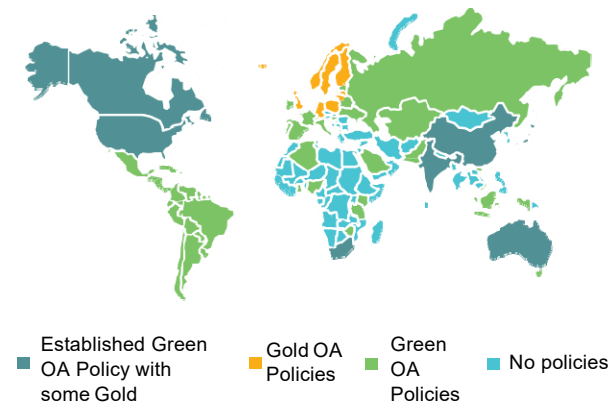 Established Green
OA Policy with
some Gold
Gold OA
Policies
Green
OA
Policies
No policies